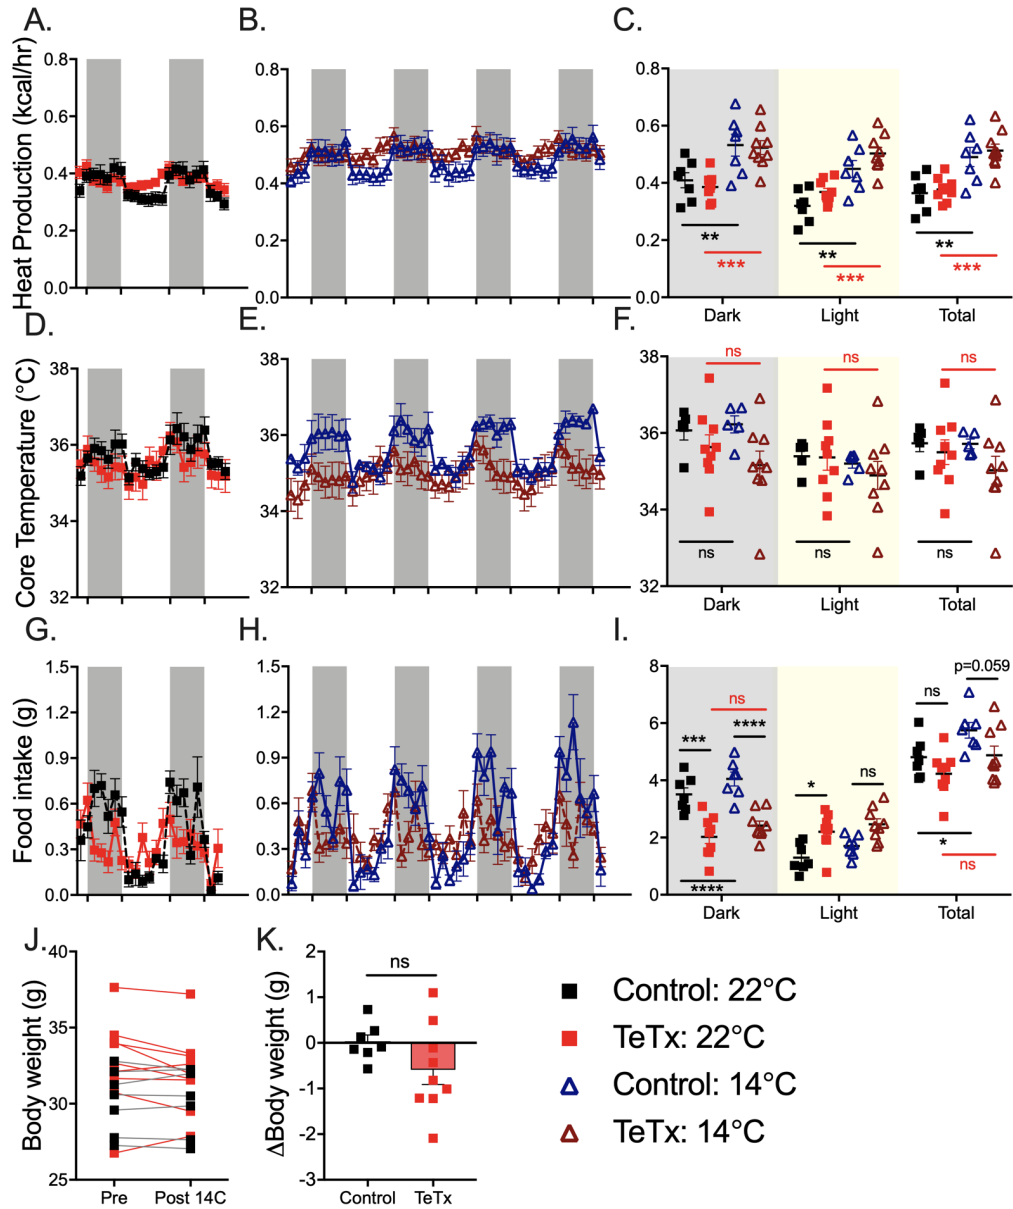 A.
B.
C.
Heat Production (kcal/hr)
0.8
0.6
0.4
0.2
0.0
0.8
0.6
0.4
0.2
0.0
0.8
0.6
0.4
0.2
0.0
**
***
**
***
**
***
Dark
Light
Total
D.
E.
F.
Core Temperature (°C)
38
36
34
32
38
36
34
32
38
36
34
32
ns
ns
ns
ns
ns
ns
Dark
Light
Total
G.
H.
I.
Food intake (g)
1.5
1.2
0.9
0.6
0.3
0.0
1.5
1.2
0.9
0.6
0.3
0.0
8
6
4
2
0
p=0.059
ns
ns
***
****
ns
*
****
*
ns
Dark
Light
Total
J.
K.
Body weight (g)
40
35
30
25
Pre
Post 14C
ΔBody weight (g)
2
1
0
-1
-2
-3
ns
Control
TeTx
Control: 22°C
TeTx: 22°C
Control: 14°C
TeTx: 14°C